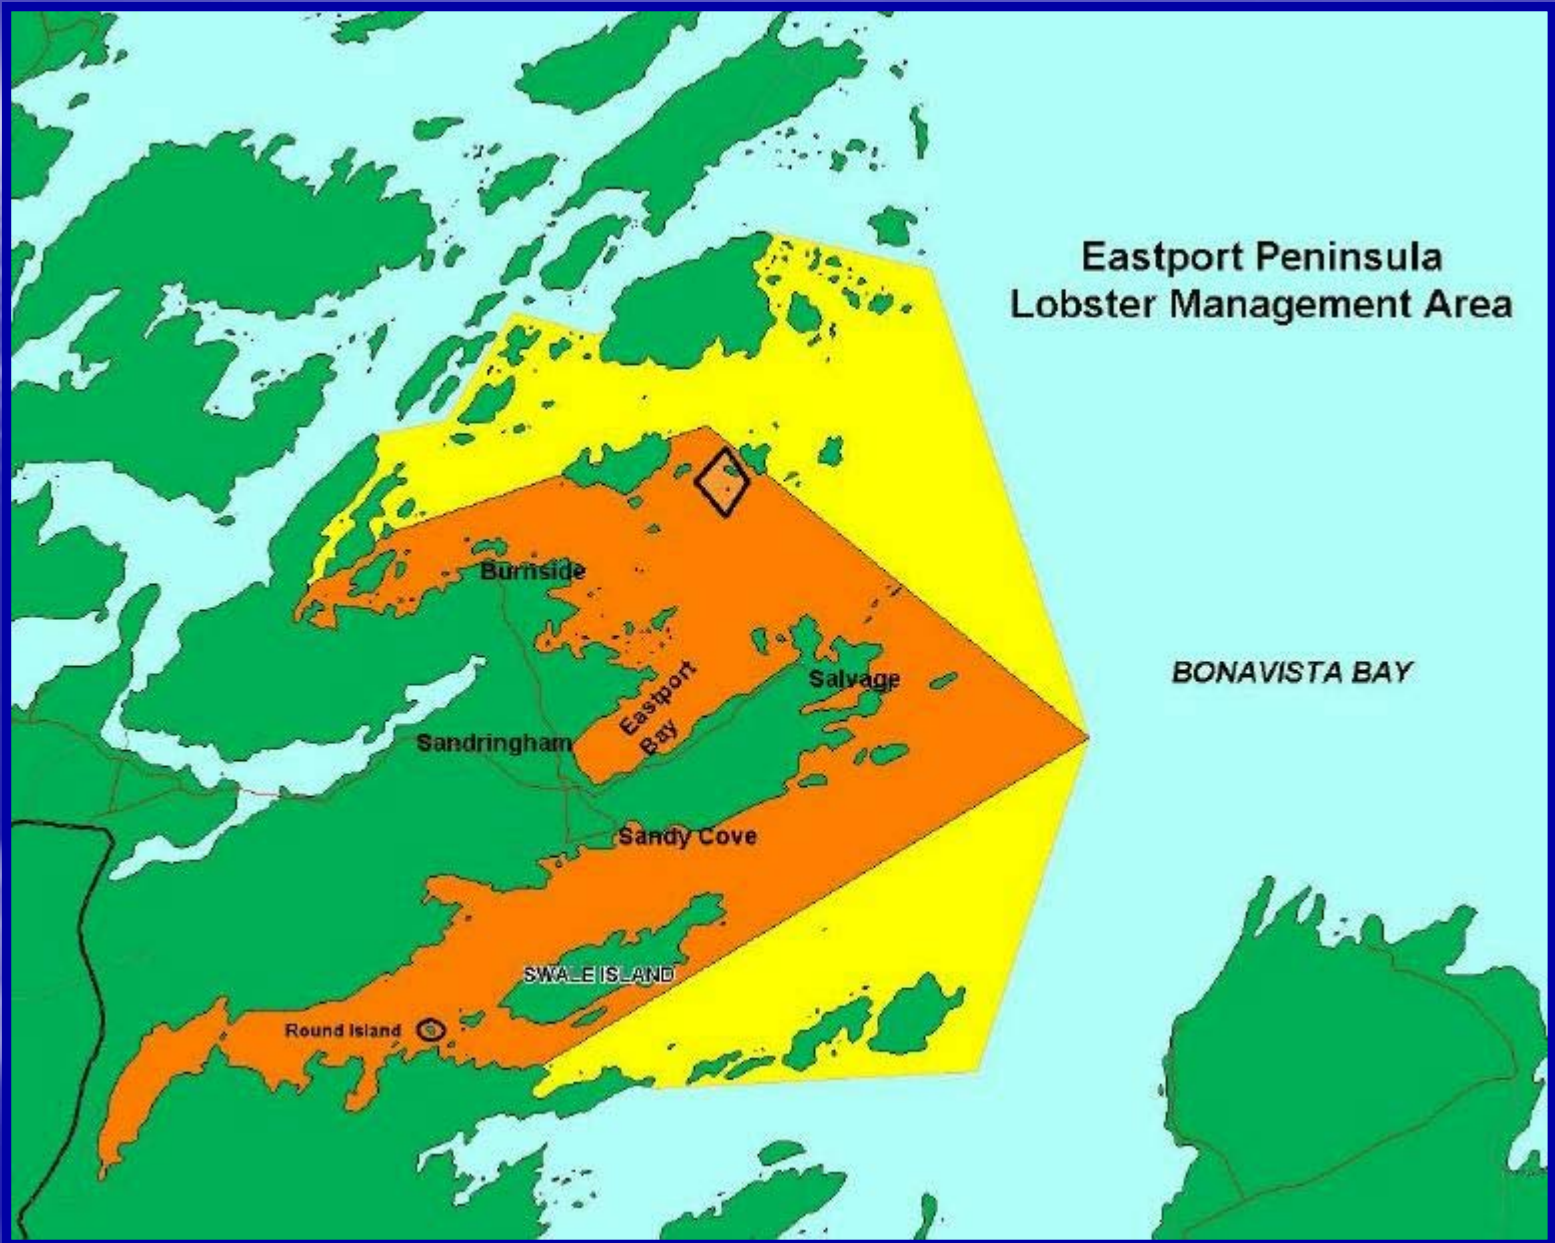 Eastport Peninsula
Lobster Management Area
Burnside
BONAVISTA BAY
Salvage
Eastport
Bay
Sandringham
Sandy Cove
SWALE ISLAND
Round Island